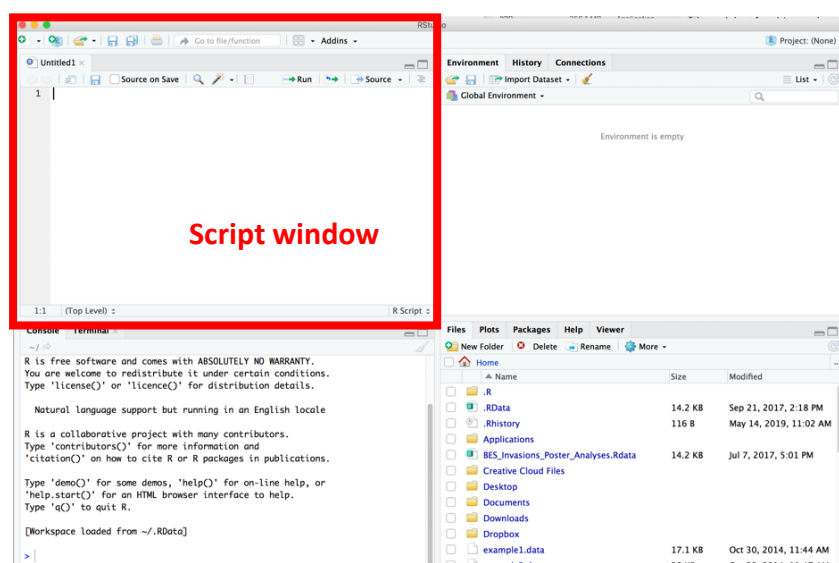 RStudio
Go to file/function
Addins
Project: (None)
Untitled1
Source on Save
Run
Source
1
Script window
1:1 (Top Level) R Script
Environment History Connections
Import Dataset
List
Global Environment
Environment is empty
Console Terminal
~/
R is free software and comes with ABSOLUTELY NO WARRANTY.
You are welcome to redistribute it under certain conditions.
Type 'license()' or 'licence()' for distribution details.
Natural language support but running in an English locale
R is a collaborative project with many contributors.
Type 'contributors()' for more information and
'citation()' on how to cite R or R packages in publications.
Type 'demo()' for some demos, 'help()' for on-line help, or
'help.start()' for an HTML browser interface to help.
Type 'q()' to quit R.
[Workspace loaded from ~/.RData]
>
Files Plots Packages Help Viewer
New Folder Delete Rename More
Home
Name Size Modified
.R
.RData 14.2 KB Sep 21, 2017, 2:18 PM
.Rhistory 116 B May 14, 2019, 11:02 AM
Applications
BES_Invasions_Poster_Analyses.Rdata 14.2 KB Jul 7, 2017, 5:01 PM
Creative Cloud Files
Desktop
Documents
Downloads
Dropbox
example1.data 17.1 KB Oct 30, 2014, 11:44 AM